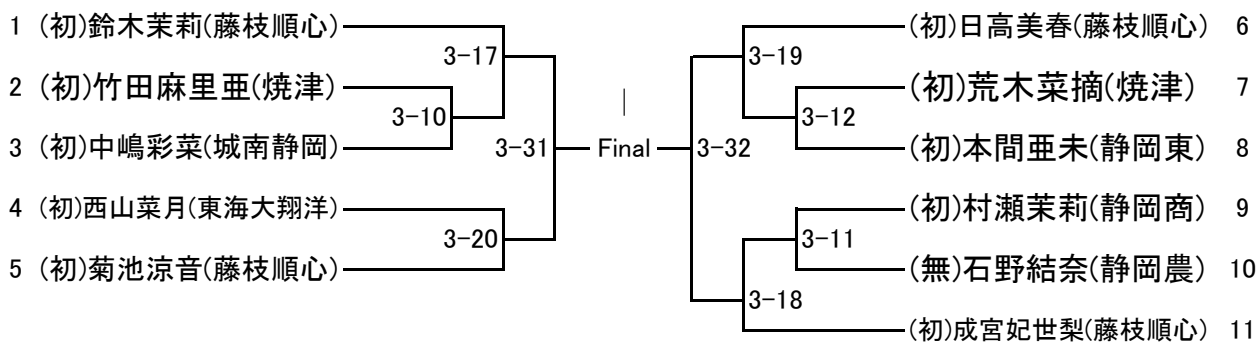 1 (初)鈴木茉莉(藤枝順心)
3-17
2 (初)竹田麻里亜(焼津)
3-10
3 (初)中嶋彩菜(城南静岡)
3-31
4 (初)西山菜月(東海大翔洋)
3-20
5 (初)菊池涼音(藤枝順心)
Final
(初)日高美春(藤枝順心) 6
3-19
(初)荒木菜摘(焼津) 7
3-12
3-32
(初)本間亜未(静岡東) 8
(初)村瀬茉莉(静岡商) 9
3-11
(無)石野結奈(静岡農) 10
3-18
(初)成宮妃世梨(藤枝順心) 11